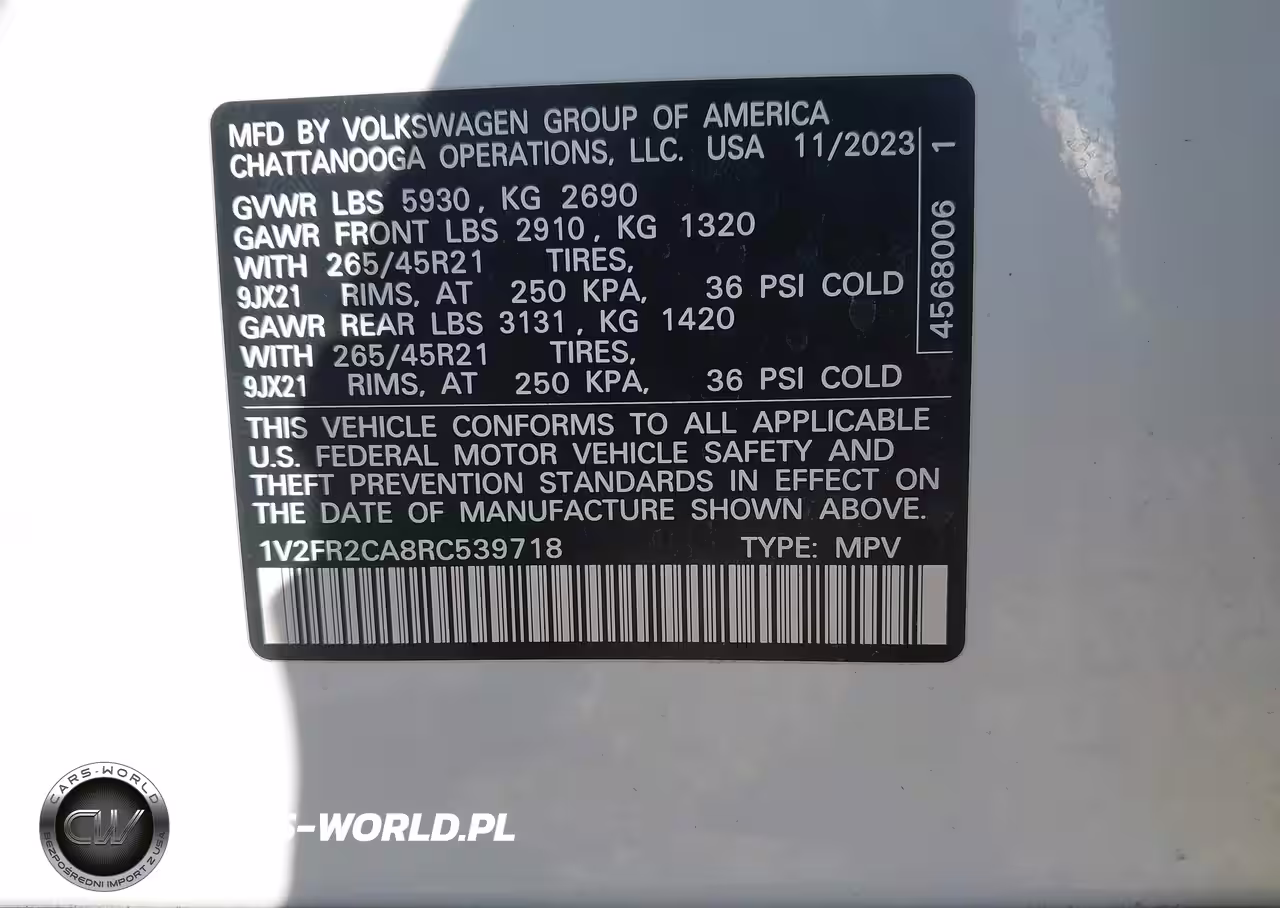 MFD BY VOLKSWAGEN GROUP OF AMERICA
CHATTANOOGA OPERATIONS, LLC. USA 11/2023
GVWR LBS 5930, KG 2690
GAWR FRONT LBS 2910, KG 1320
WITH 265/45R21 TIRES,
9JX21 RIMS, AT 250 KPA, 36 PSI COLD
GAWR REAR LBS 3131, KG 1420
WITH 265/45R21 TIRES,
9JX21 RIMS, AT 250 KPA, 36 PSI COLD
4568006 1
THIS VEHICLE CONFORMS TO ALL APPLICABLE
U.S. FEDERAL MOTOR VEHICLE SAFETY AND
THEFT PREVENTION STANDARDS IN EFFECT ON
THE DATE OF MANUFACTURE SHOWN ABOVE.
1V2FR2CA8RC539718 TYPE: MPV
CARS-WORLD
CW
BEZPOŚREDNI IMPORT Z USA
S-WORLD.PL